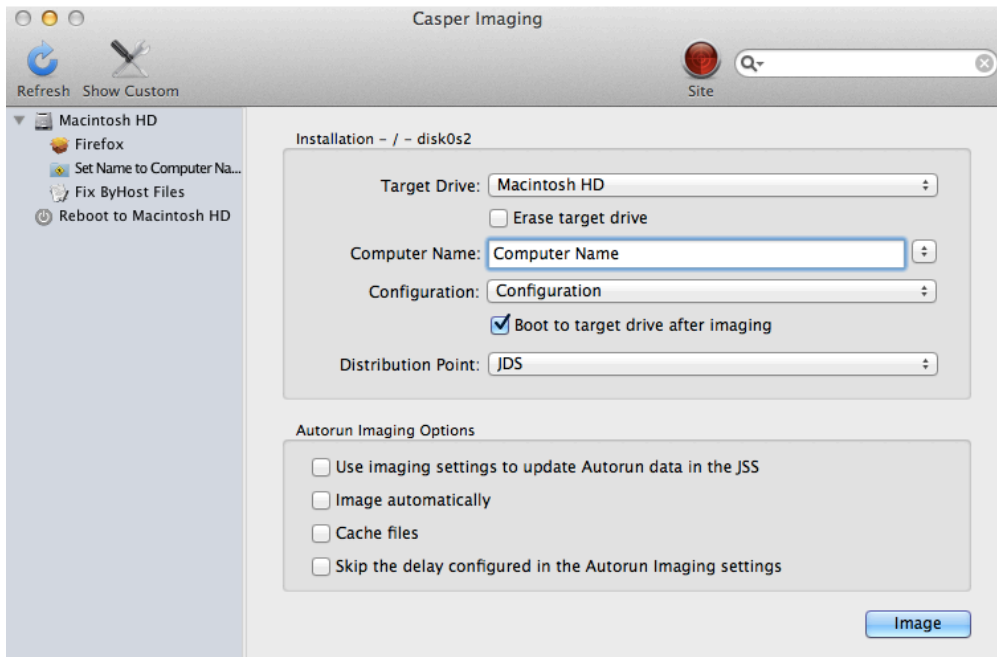 Casper Imaging
Refresh Show Custom
Site
Macintosh HD
Firefox
Set Name to Computer Na...
Fix ByHost Files
Reboot to Macintosh HD
Installation - / - disk0s2
Target Drive: Macintosh HD
Erase target drive
Computer Name: Computer Name
Configuration: Configuration
Boot to target drive after imaging
Distribution Point: JDS
Autorun Imaging Options
Use imaging settings to update Autorun data in the JSS
Image automatically
Cache files
Skip the delay configured in the Autorun Imaging settings
Image